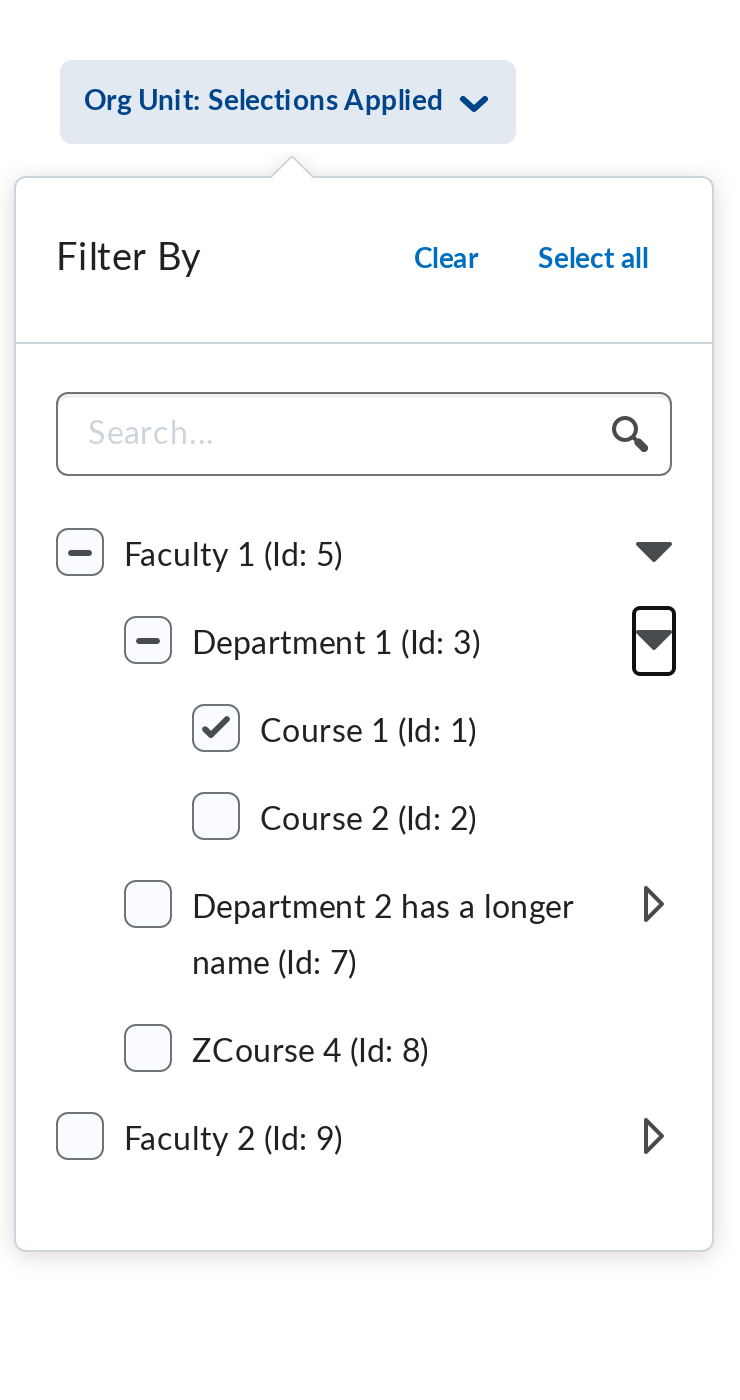 Org Unit: Selections Applied
Filter By
Clear
Select all
Search...
Faculty 1 (Id: 5)
Department 1 (Id: 3)
Course 1 (Id: 1)
Course 2 (Id: 2)
Department 2 has a longer
name (Id: 7)
ZCourse 4 (Id: 8)
Faculty 2 (Id: 9)